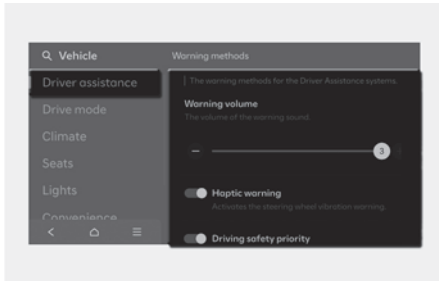 Vehicle
Warning methods
Driver assistance
The warning methods for the Driver Assistance systems.
Drive mode
Warning volume
The volume of the warning sound.
Climate
3
Seats
Lights
Haptic warning
Activates the steering wheel vibration warning.
Convenience
Driving safety priority